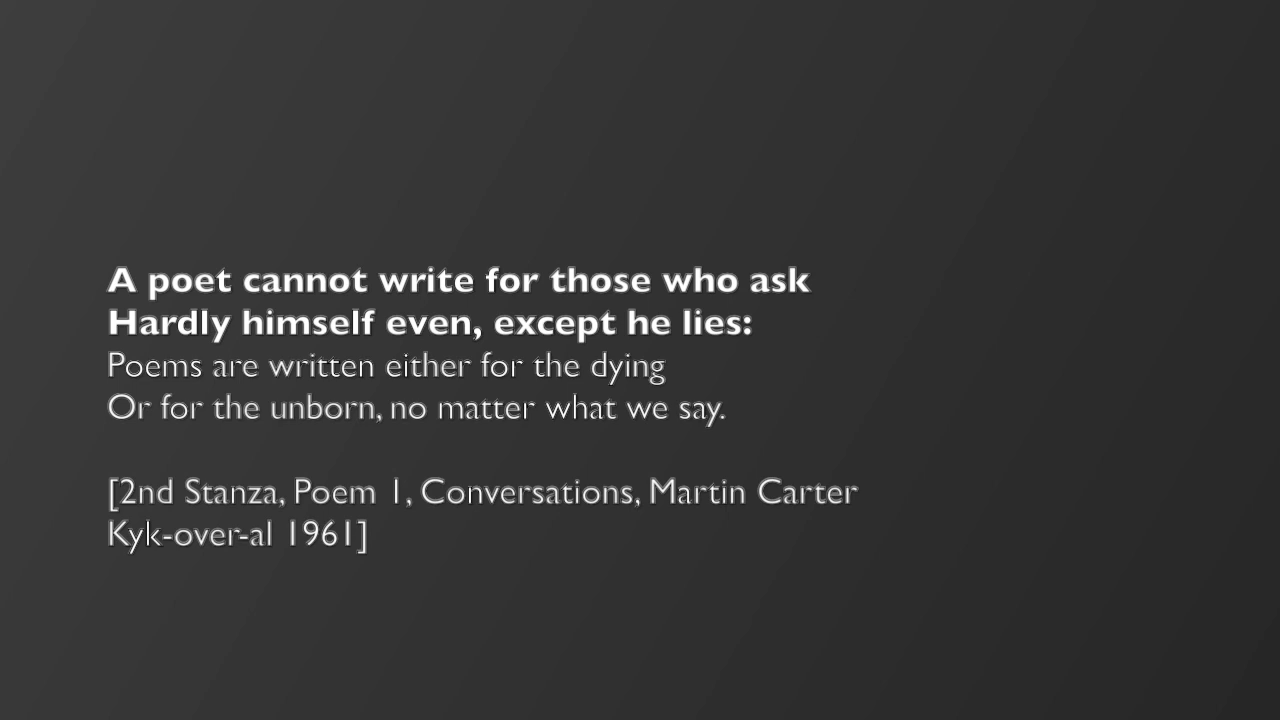 A poet cannot write for those who ask
Hardly himself even, except he lies:
Poems are written either for the dying
Or for the unborn, no matter what we say.
[2nd Stanza, Poem 1, Conversations, Martin Carter
Kyk-over-al 1961]